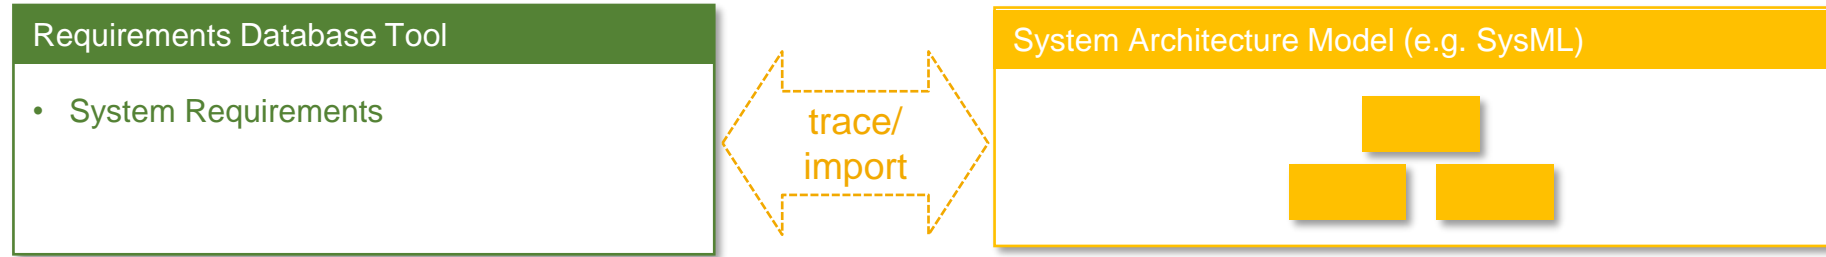 Requirements Database Tool
• System Requirements
trace/
import
System Architecture Model (e.g. SysML)